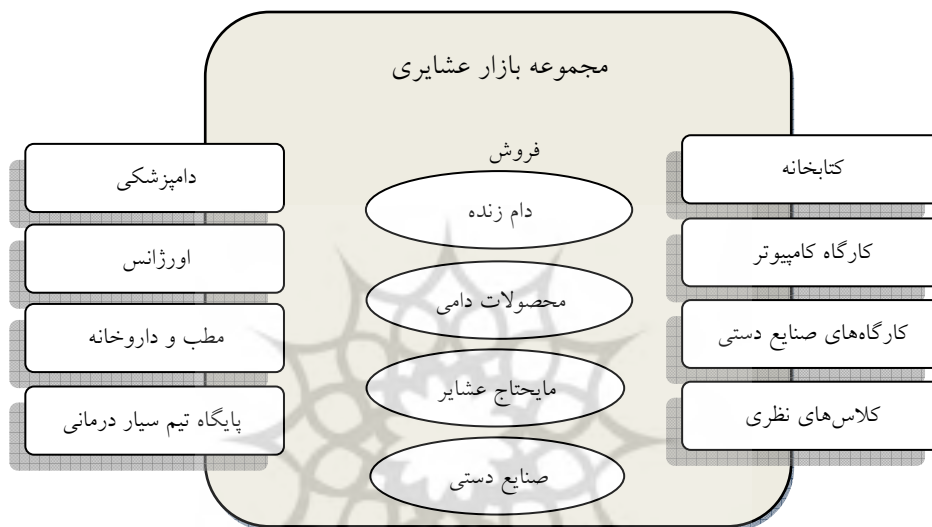 مجموعه بازار عشایری
فروش
دام زنده
محصولات دامی
مایحتاج عشایر
صنایع دستی
کتابخانه
کارگاه کامپیوتر
کارگاه‌های صنایع دستی
کلاس‌های نظری
دامپزشکی
اورژانس
مطب و داروخانه
پایگاه تیم سیار درمانی